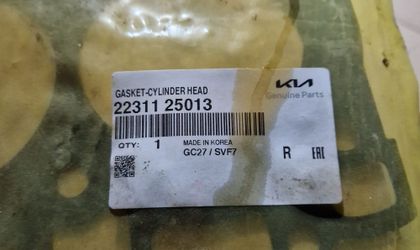 GASKET-CYLINDER HEAD
22311 25013
QTY: 1
MADE IN KOREA
GC27 / SVF7
KIA
Genuine Parts
R
EAC